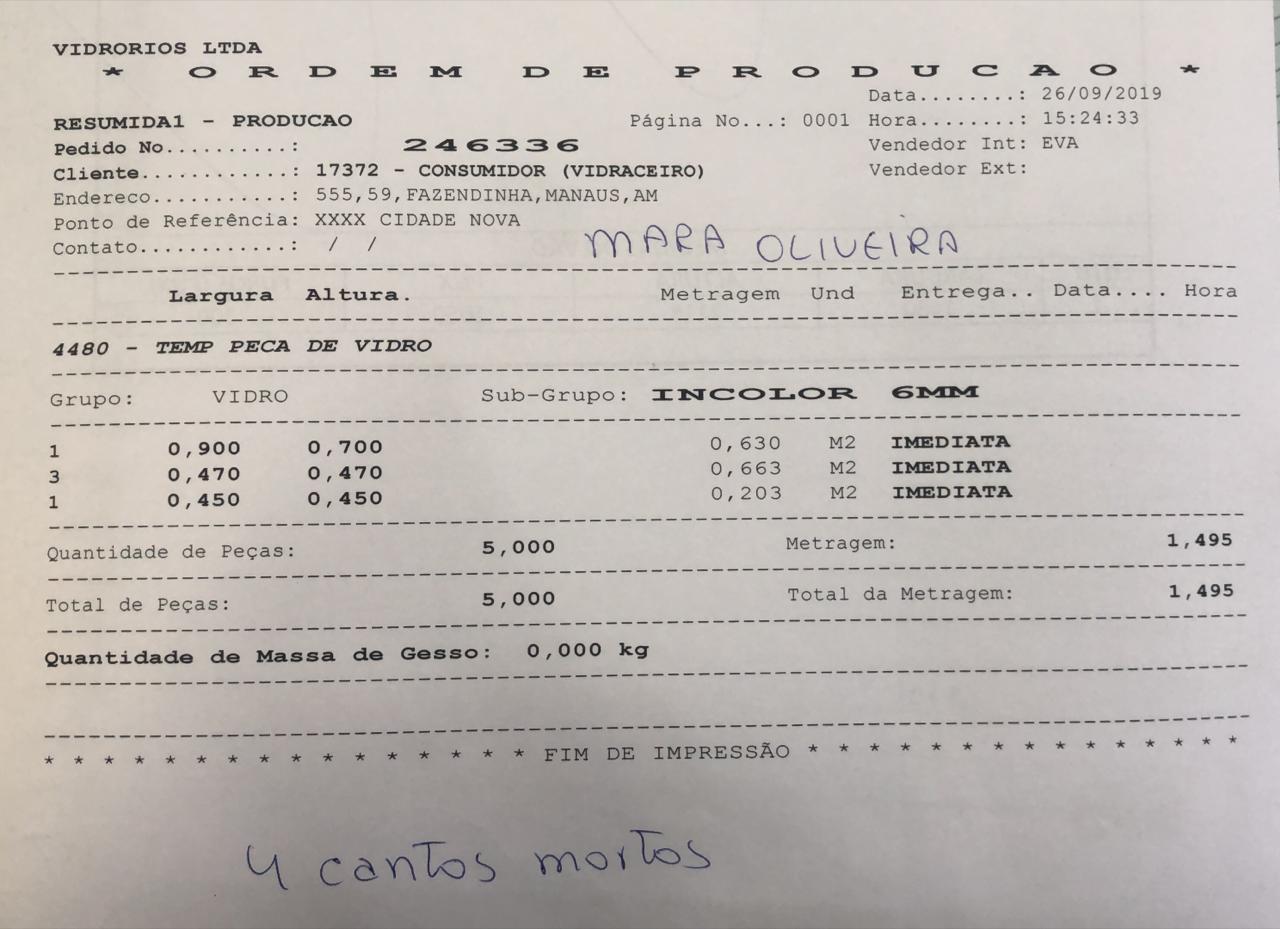 VIDRORIOS LTDA
* O R D E M D E P R O D U C A O *
Data........: 26/09/2019
RESUMIDA1 - PRODUCAO Página No...: 0001 Hora........: 15:24:33
Pedido No..........: 246336 Vendedor Int: EVA
Cliente............: 17372 - CONSUMIDOR (VIDRACEIRO) Vendedor Ext:
Endereco...........: 555,59,FAZENDINHA,MANAUS,AM
Ponto de Referência: XXXX CIDADE NOVA
Contato............: / / MARA OLIVEIRA
Largura Altura. Metragem Und Entrega.. Data.... Hora
4480 - TEMP PECA DE VIDRO
Grupo: VIDRO Sub-Grupo: INCOLOR 6MM
1 0,900 0,700 0,630 M2 IMEDIATA
3 0,470 0,470 0,663 M2 IMEDIATA
1 0,450 0,450 0,203 M2 IMEDIATA
Quantidade de Peças: 5,000 Metragem: 1,495
Total de Peças: 5,000 Total da Metragem: 1,495
Quantidade de Massa de Gesso: 0,000 kg
* * * * * * * * * * * * * * * * FIM DE IMPRESSÃO * * * * * * * * * * * * * * *
4 cantos mortos